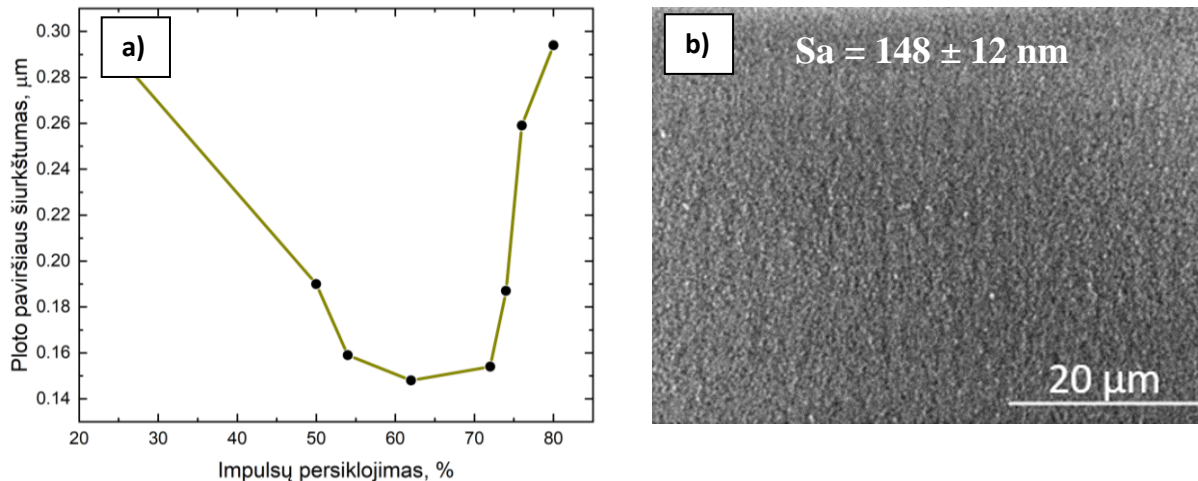 a)
Ploto paviršiaus šiurkštumas, μm
0.30
0.28
0.26
0.24
0.22
0.20
0.18
0.16
0.14
20 30 40 50 60 70 80
Impulsų persiklojimas, %
b)
Sa = 148 ± 12 nm
20 μm